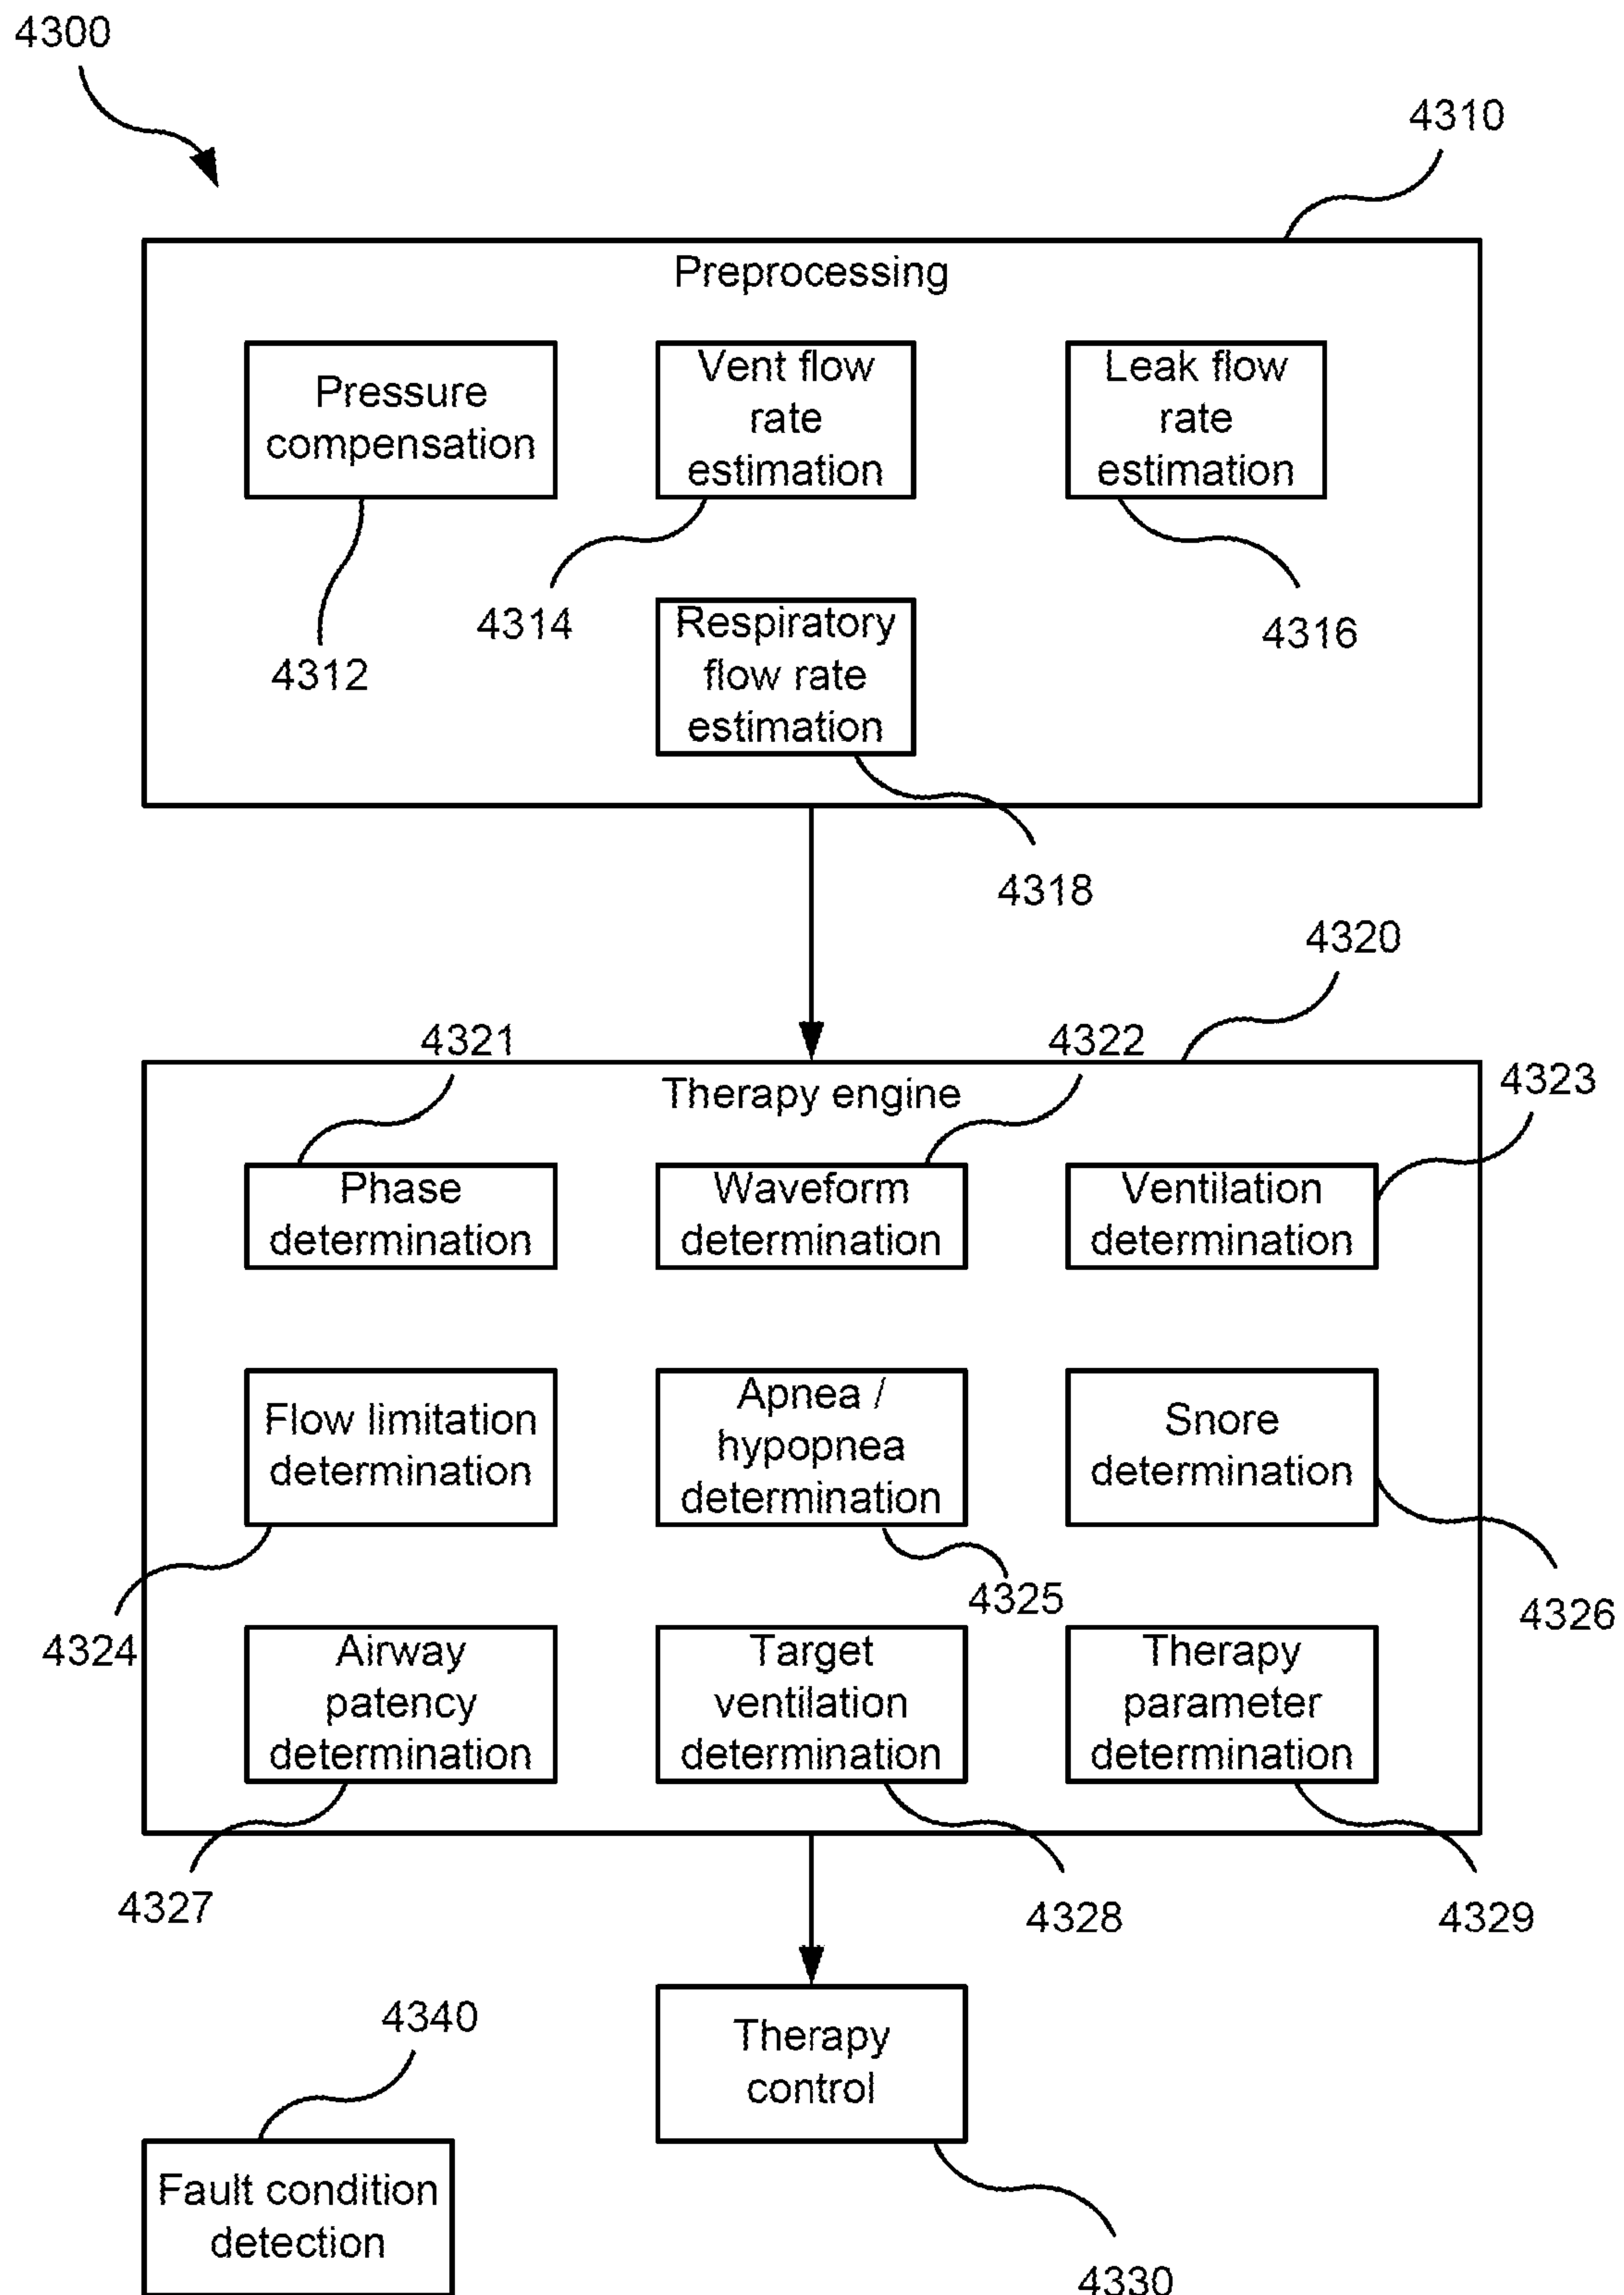 4300
4310
Preprocessing
Pressure
compensation
Vent flow
rate
estimation
Leak flow
rate
estimation
4312
4314
4316
Respiratory
flow rate
estimation
4318
4320
4321
4322
4323
Therapy engine
Phase
determination
Waveform
determination
Ventilation
determination
Flow limitation
determination
Apnea /
hypopnea
determination
Snore
determination
4324
4325
4326
Airway
patency
determination
Target
ventilation
determination
Therapy
parameter
determination
4327
4328
4329
4340
Therapy
control
Fault condition
detection
4330